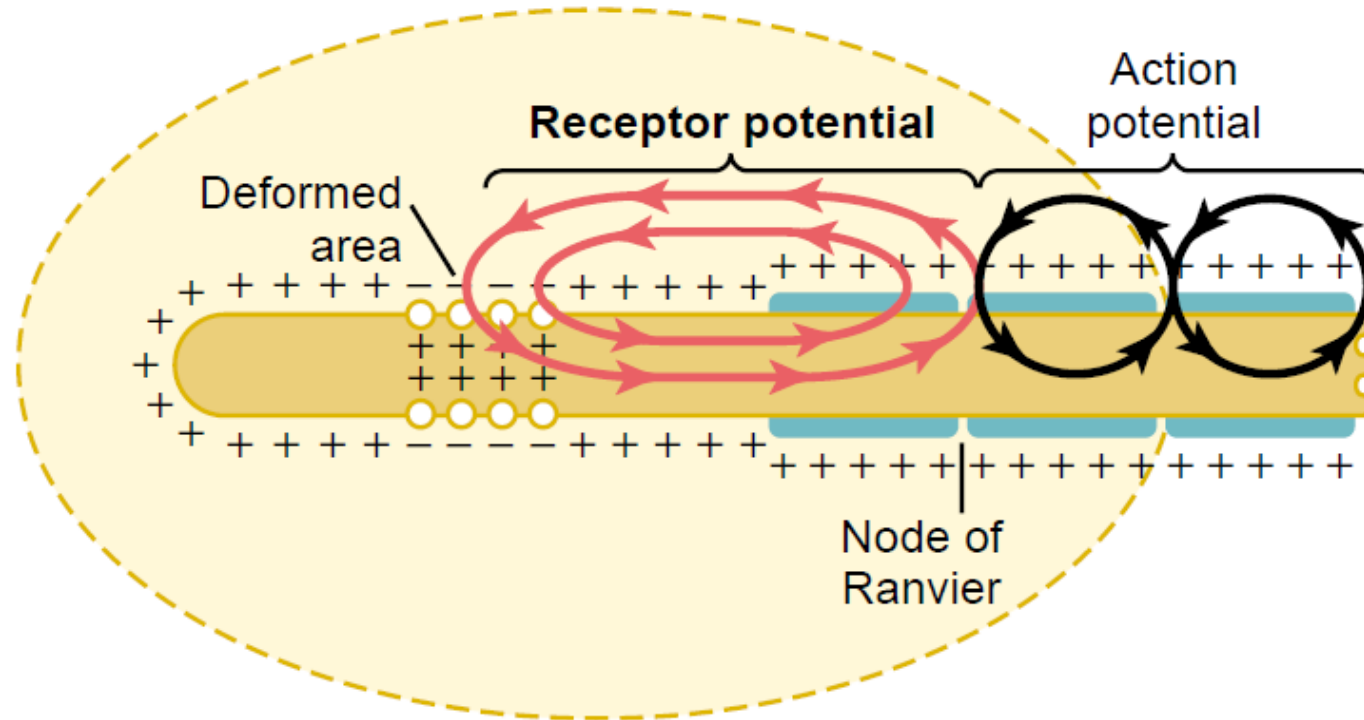 Action
potential
Receptor potential
Deformed
area
+ + + + + + + + + + + + + + +
+ + + + + – – – – + + + + +
+ + + + +
+ + + + +
+
+
+
+ + + + – – – – + + + + +
+ + + + + + + + + + + + + + +
Node of
Ranvier